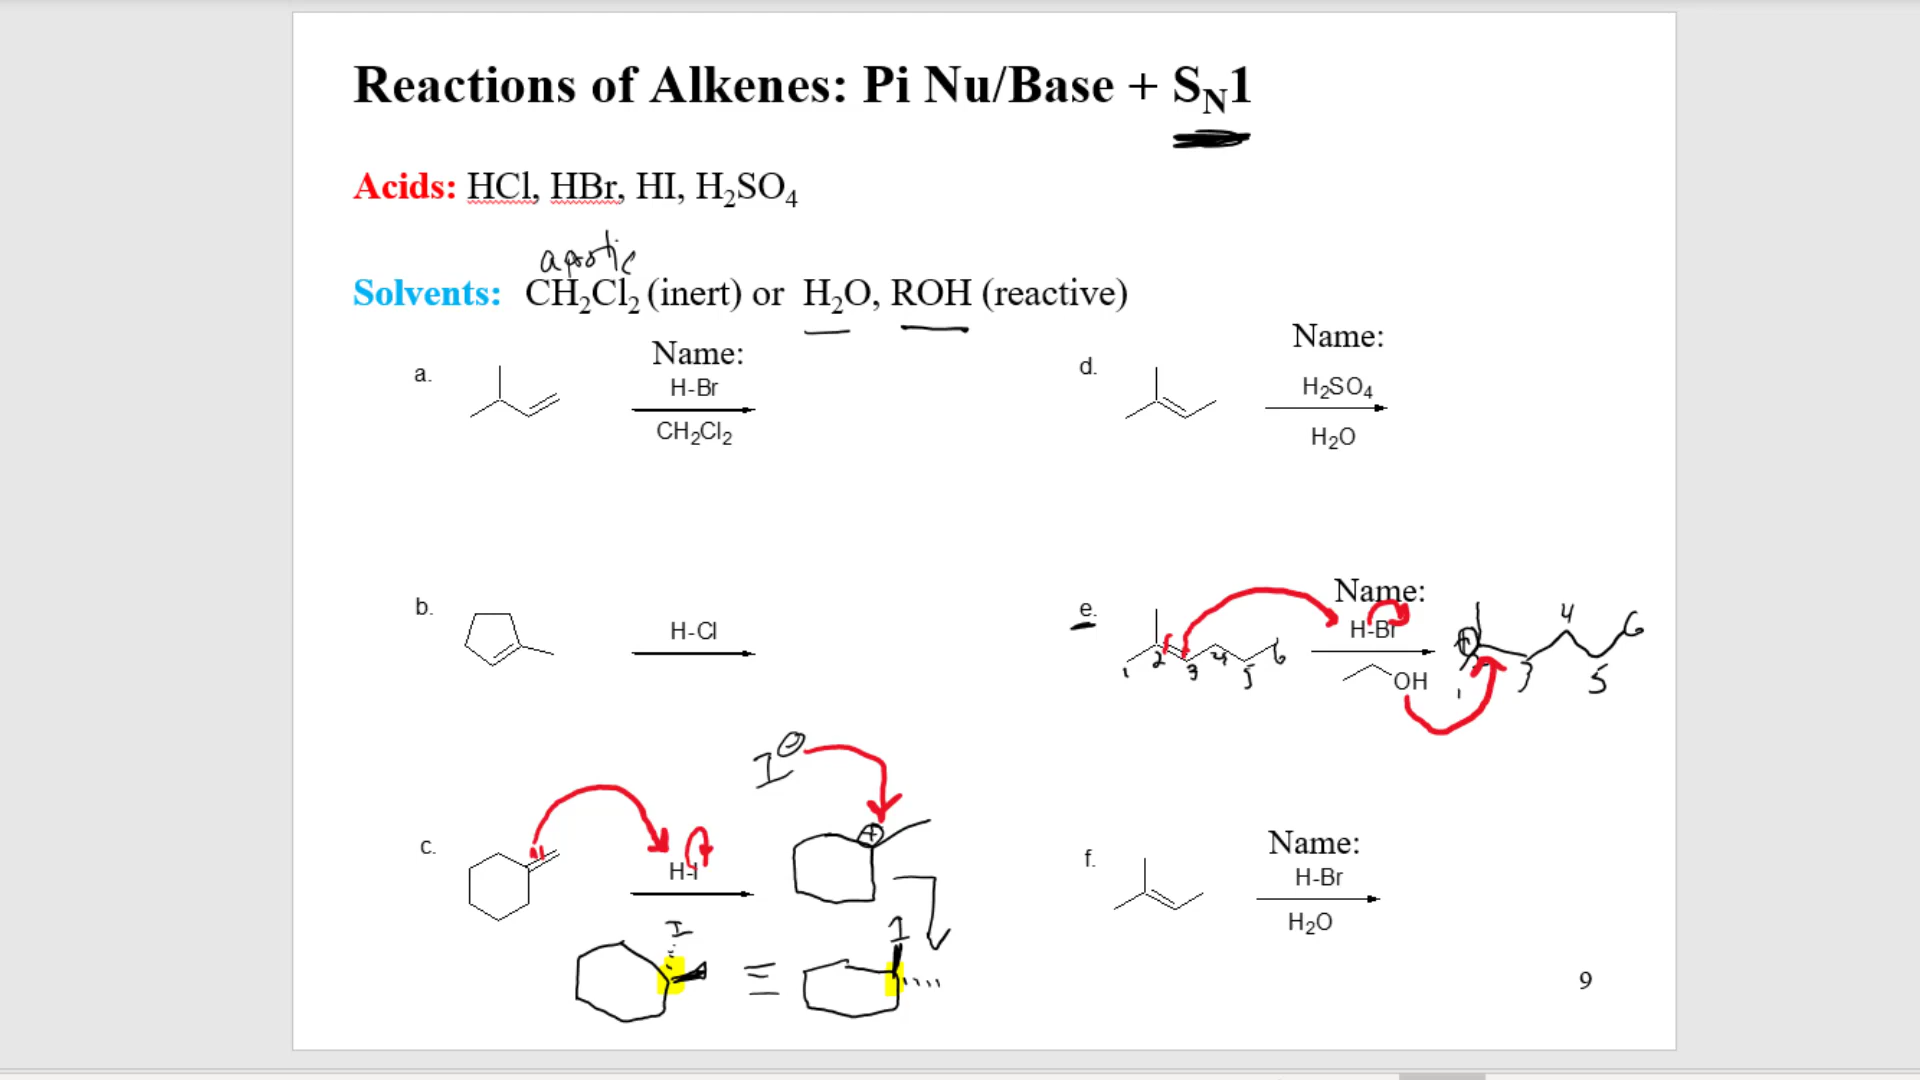 Reactions of Alkenes: Pi Nu/Base + SN1
Acids: HCl, HBr, HI, H2SO4
aprotic
Solvents: CH2Cl2 (inert) or H2O, ROH (reactive)
a.
Name:
H-Br
CH2Cl2
d.
Name:
H2SO4
H2O
b.
H-Cl
e.
1 2 3 4 5 6
Name:
H-Br
OH
+
1 3 4 5 6
c.
H-I
I⊖
+
I
≡
I
f.
Name:
H-Br
H2O
9